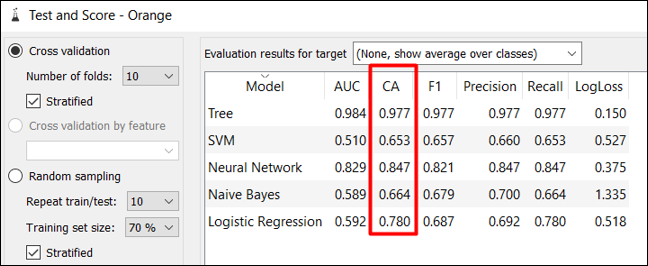 Test and Score - Orange
Cross validation
Number of folds: 10
Stratified
Cross validation by feature
Random sampling
Repeat train/test: 10
Training set size: 70 %
Stratified
Evaluation results for target (None, show average over classes)
Model AUC CA F1 Precision Recall LogLoss
Tree 0.984 0.977 0.977 0.977 0.977 0.150
SVM 0.510 0.653 0.657 0.660 0.653 0.527
Neural Network 0.829 0.847 0.821 0.847 0.847 0.375
Naive Bayes 0.589 0.664 0.679 0.700 0.664 1.335
Logistic Regression 0.592 0.780 0.687 0.692 0.780 0.518